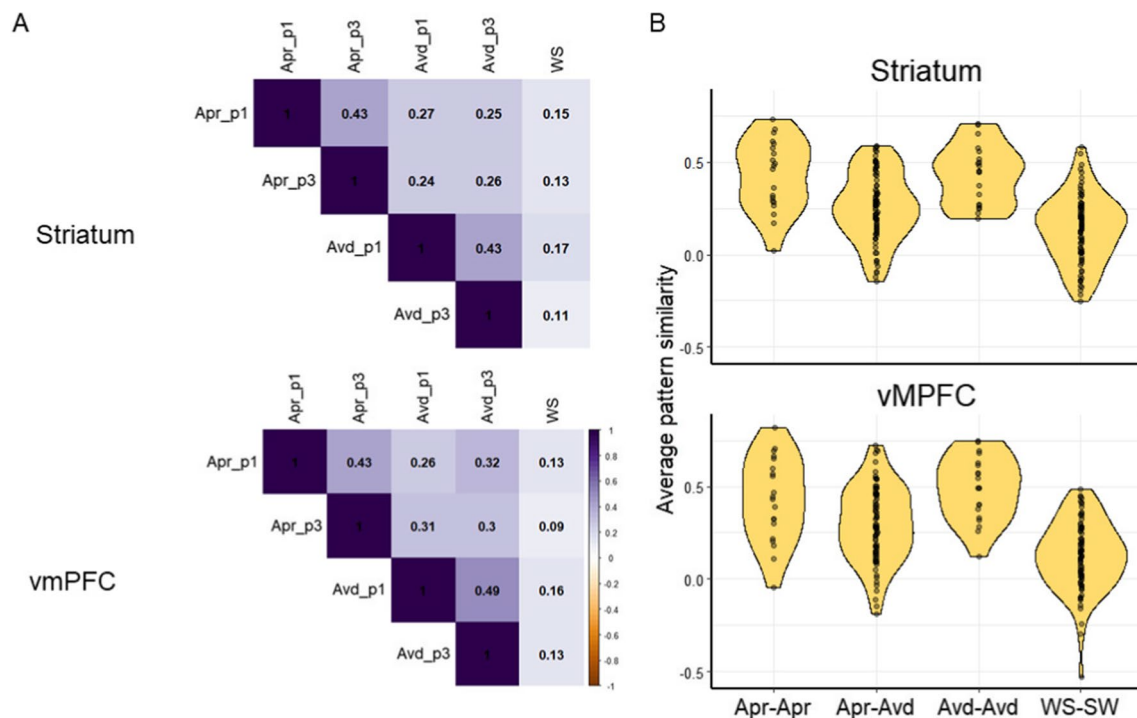 A
Apr_p1 Apr_p3 Avd_p1 Avd_p3 WS
Apr_p1 1 0.43 0.27 0.25 0.15
Apr_p3 1 0.24 0.26 0.13
Striatum
Avd_p1 1 0.43 0.17
Avd_p3 1 0.11
Apr_p1 Apr_p3 Avd_p1 Avd_p3 WS
Apr_p1 1 0.43 0.26 0.32 0.13
Apr_p3 1 0.31 0.3 0.09
vmPFC
Avd_p1 1 0.49 0.16
Avd_p3 1 0.13
1
0.8
0.6
0.4
0.2
0
-0.2
-0.4
-0.6
-0.8
-1
B
Striatum
0.5
0.0
-0.5
Average pattern similarity
vMPFC
0.5
0.0
-0.5
Apr-Apr Apr-Avd Avd-Avd WS-SW